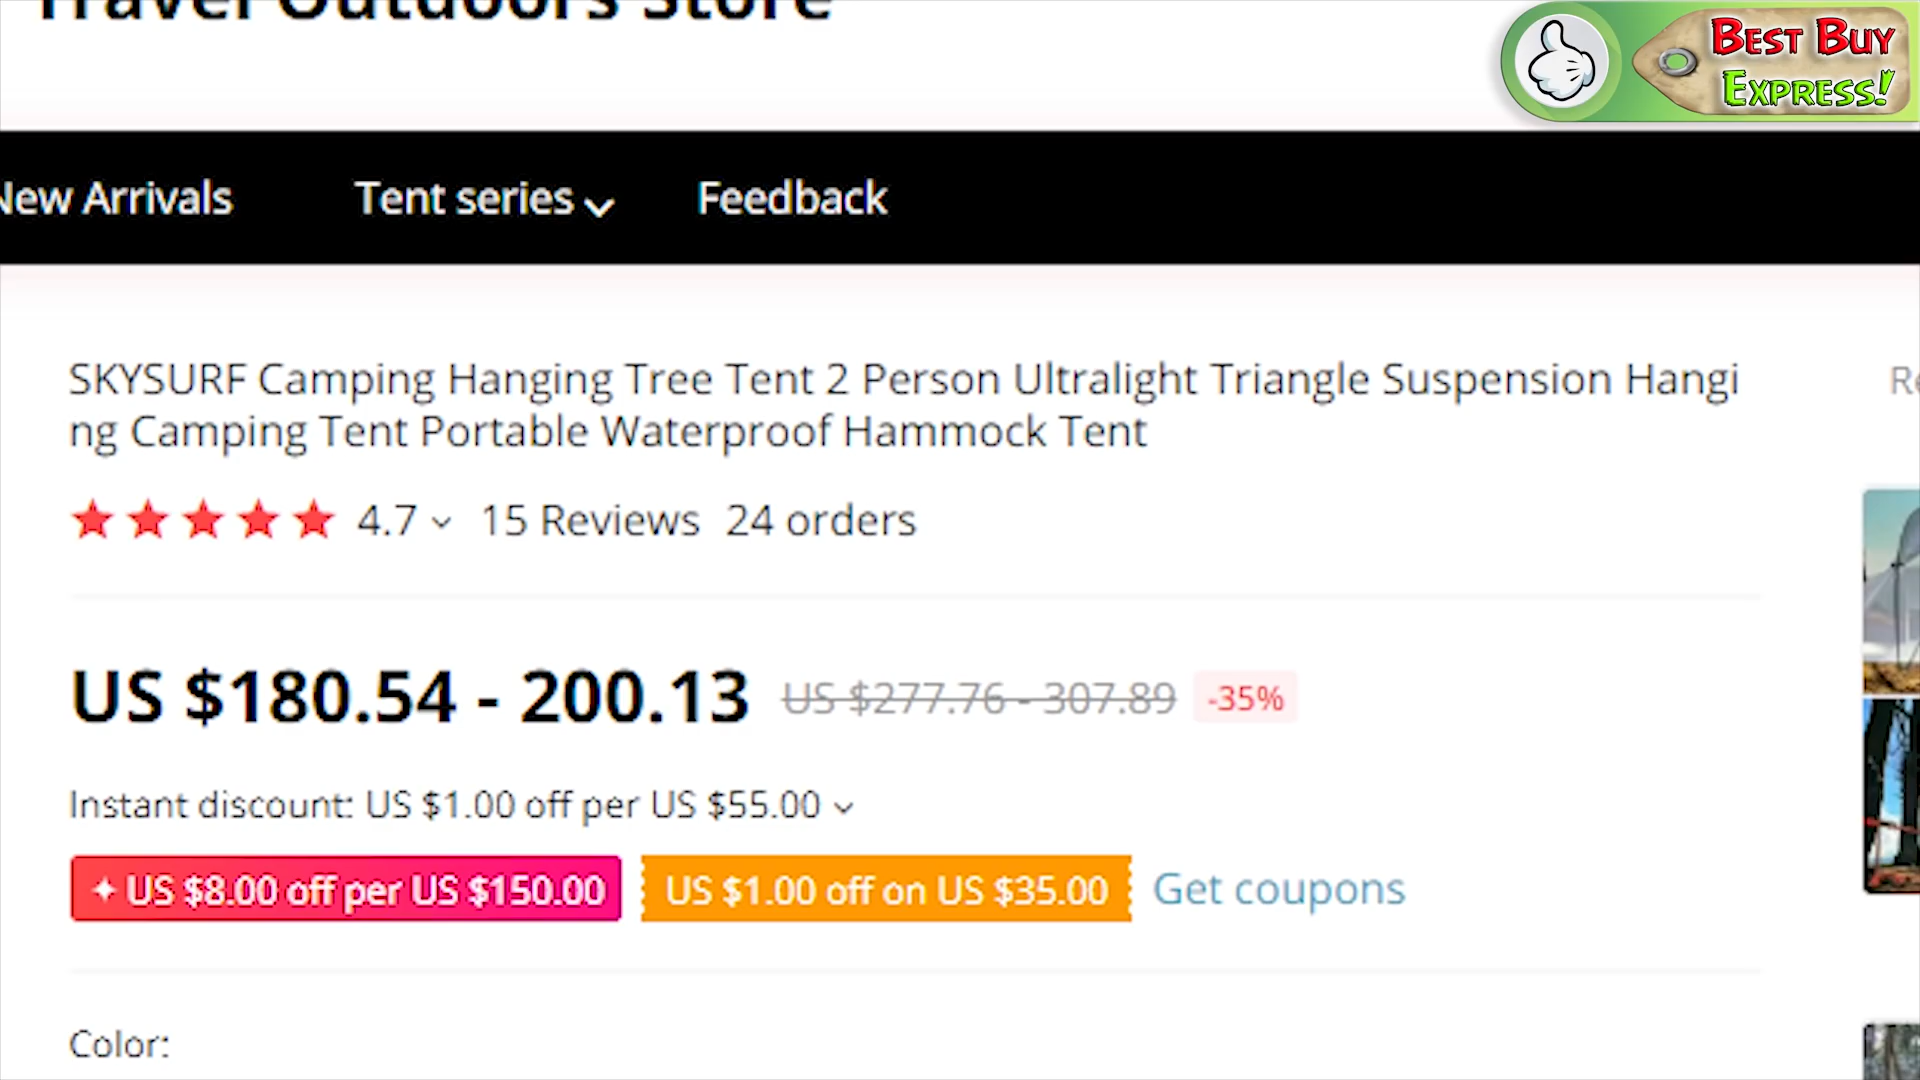 Travel Outdoors Store
BEST BUY
EXPRESS!
New Arrivals Tent series Feedback
SKYSURF Camping Hanging Tree Tent 2 Person Ultralight Triangle Suspension Hangi
ng Camping Tent Portable Waterproof Hammock Tent
4.7 15 Reviews 24 orders
US $180.54 - 200.13 US $277.76 - 307.89 -35%
Instant discount: US $1.00 off per US $55.00
US $8.00 off per US $150.00 US $1.00 off on US $35.00 Get coupons
Color: